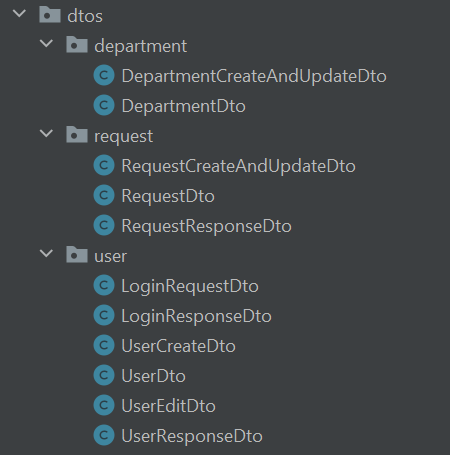 dtos
department
DepartmentCreateAndUpdateDto
DepartmentDto
request
RequestCreateAndUpdateDto
RequestDto
RequestResponseDto
user
LoginRequestDto
LoginResponseDto
UserCreateDto
UserDto
UserEditDto
UserResponseDto